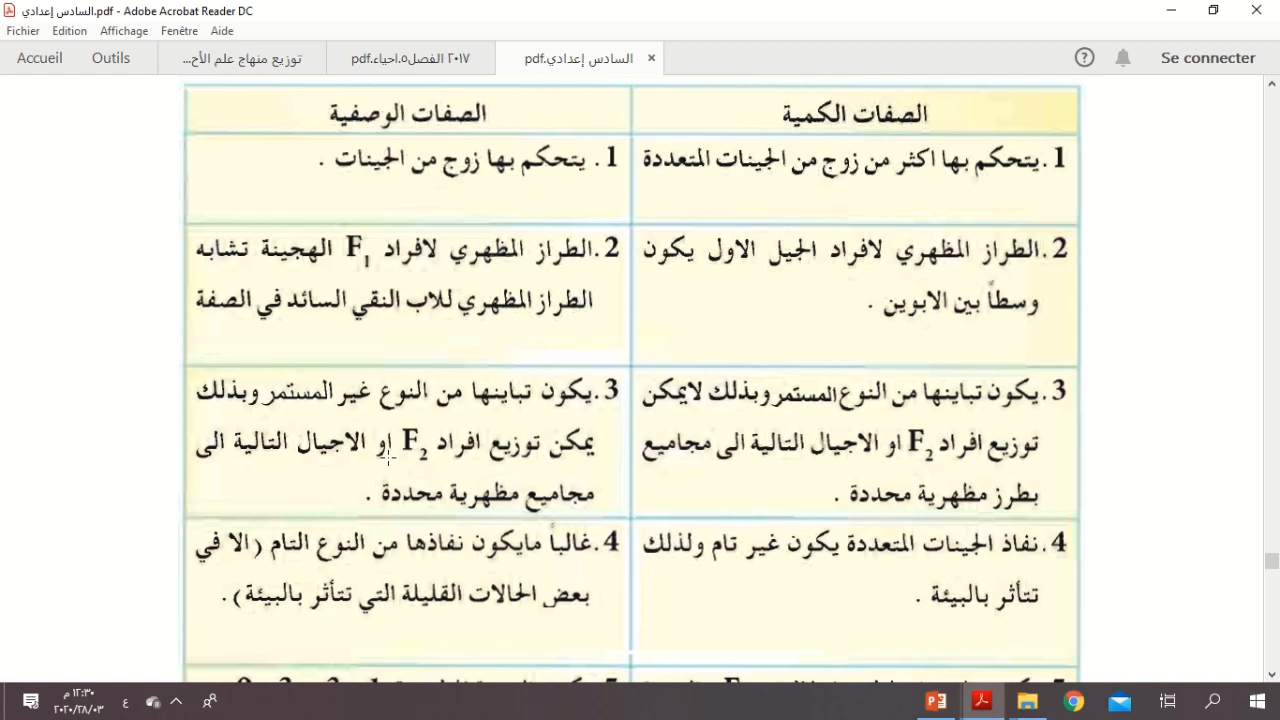 السادس إعدادي.pdf - Adobe Acrobat Reader DC
Fichier Edition Affichage Fenêtre Aide
Accueil Outils توزيع منهاج علم الأح... ٢٠١٧ الفصل٥.احياء.pdf السادس إعدادي.pdf × Se connecter
الصفات الكمية
الصفات الوصفية
1.يتحكم بها اكثر من زوج من الجينات المتعددة
1. يتحكم بها زوج من الجينات .
2.الطراز المظهري لافراد الجيل الاول يكون
وسطاً بين الابوين .
2.الطراز المظهري لافراد F1 الهجينة تشابه
الطراز المظهري للاب النقي السائد في الصفة
3.يكون تباينها من النوع المستمر وبذلك لايمكن
توزيع افراد F2 او الاجيال التالية الى مجاميع
بطرز مظهرية محددة .
3.يكون تباينها من النوع غير المستمر وبذلك
يمكن توزيع افراد F2 او الاجيال التالية الى
مجاميع مظهرية محددة .
4.نفاذ الجينات المتعددة يكون غير تام ولذلك
تتأثر بالبيئة .
4.غالباً مايكون نفاذها من النوع التام (الا في
بعض الحالات القليلة التي تتأثر بالبيئة).
١٢:٣٠ م
٢٠٢٠/٢٨/٠٣
ع